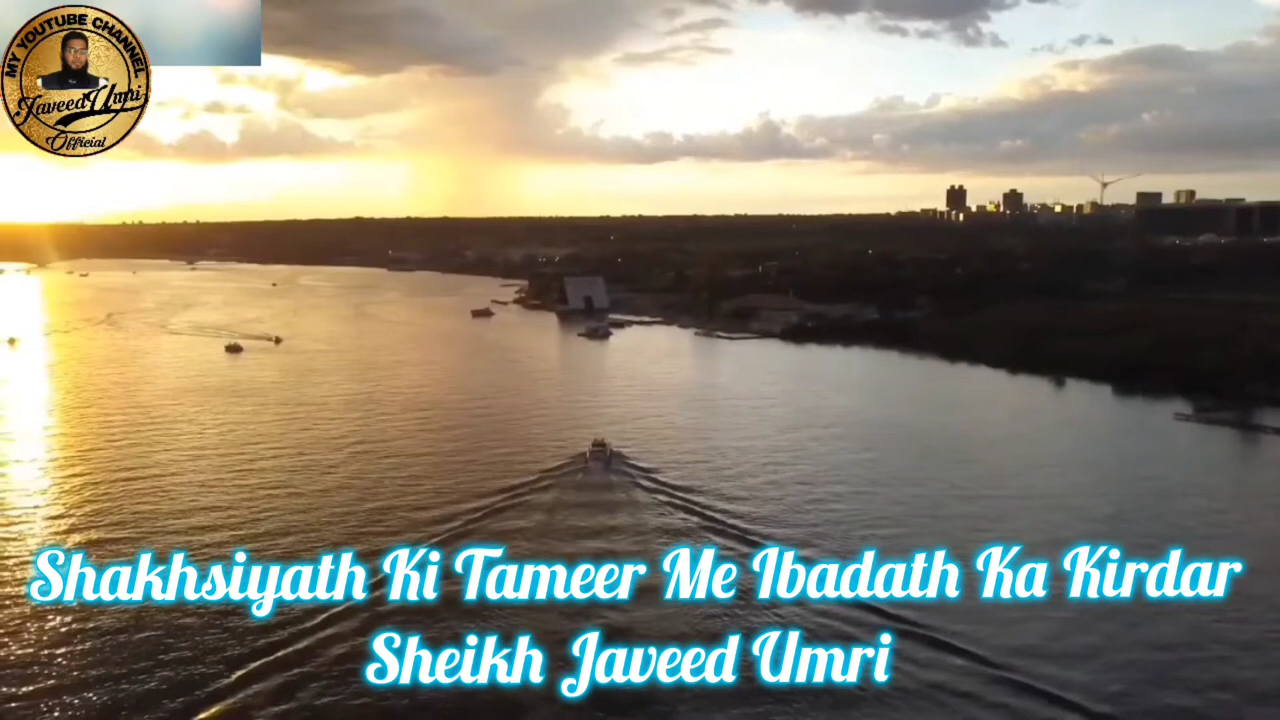 MY YOUTUBE CHANNEL
Javeed Umri
Official
Shakhsiyath Ki Tameer Me Ibadath Ka Kirdar
Sheikh Javeed Umri